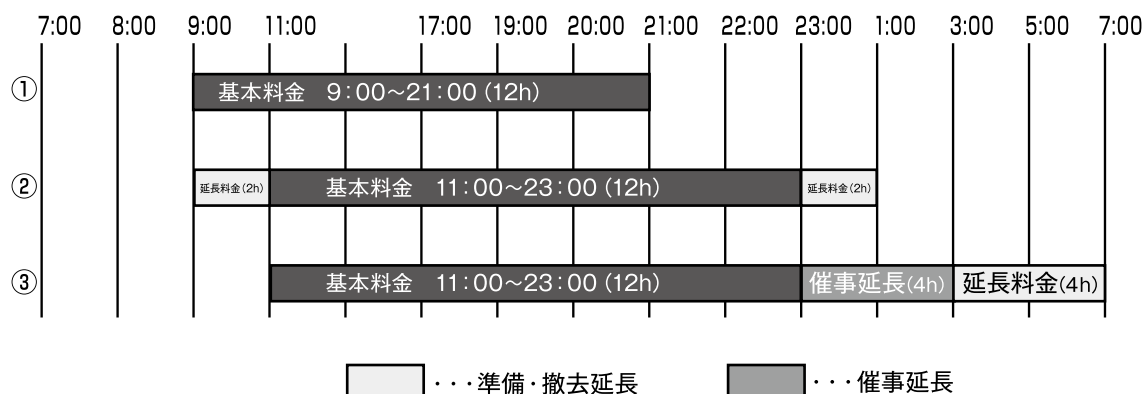 7:00 8:00 9:00 11:00 17:00 19:00 20:00 21:00 22:00 23:00 1:00 3:00 5:00 7:00
① 基本料金 9:00～21:00(12h)
② 延長料金(2h) 基本料金 11:00～23:00(12h) 延長料金(2h)
③ 基本料金 11:00～23:00(12h) 催事延長(4h) 延長料金(4h)
・・・準備・撤去延長 ・・・催事延長